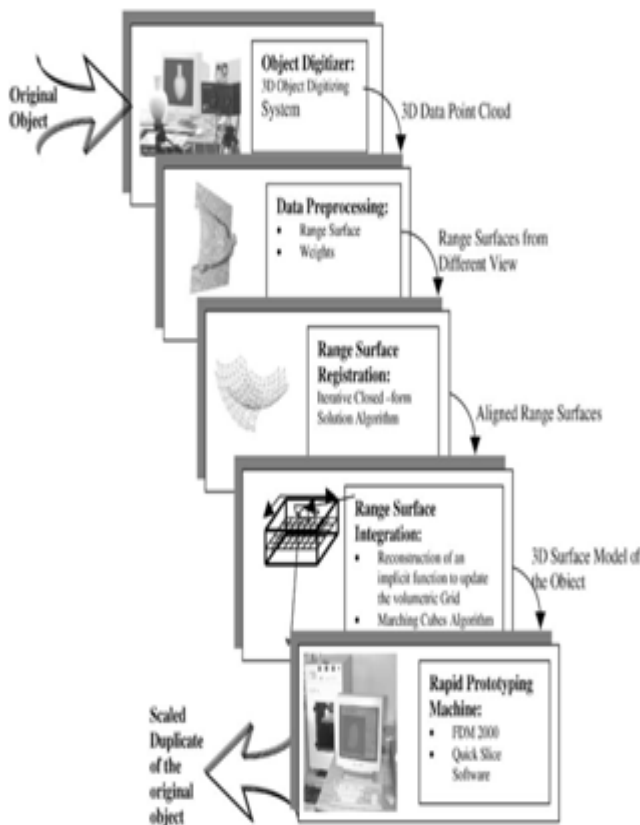 Original
Object
Object Digitizer:
3D Object Digitizing
System
3D Data Point Cloud
Data Preprocessing:
• Range Surface
• Weights
Range Surfaces from
Different View
Range Surface
Registration:
Iterative Closed –form
Solution Algorithm
Aligned Range Surfaces
Range Surface
Integration:
• Reconstruction of an
implicit function to update
the volumetric Grid
• Marching Cubes Algorithm
3D Surface Model of
the Object
Rapid Prototyping
Machine:
• FDM 2000
• Quick Slice
Software
Scaled
Duplicate
of the
original
object